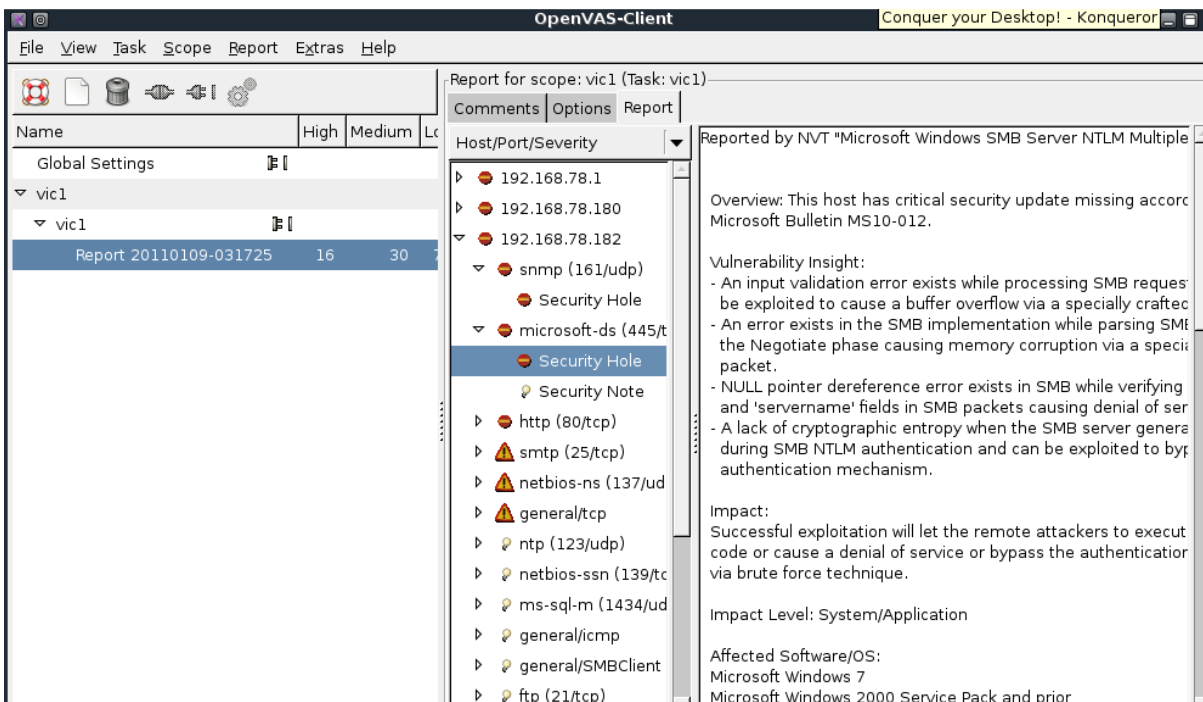 OpenVAS-Client
Conquer your Desktop! - Konqueror
File View Task Scope Report Extras Help
Name High Medium Lo
Global Settings
vic1
vic1
Report 20110109-031725 16 30 7
Report for scope: vic1 (Task: vic1)
Comments Options Report
Host/Port/Severity
192.168.78.1
192.168.78.180
192.168.78.182
snmp (161/udp)
Security Hole
microsoft-ds (445/t
Security Hole
Security Note
http (80/tcp)
smtp (25/tcp)
netbios-ns (137/ud
general/tcp
ntp (123/udp)
netbios-ssn (139/tc
ms-sql-m (1434/ud
general/icmp
general/SMBClient
ftp (21/tcp)
Reported by NVT "Microsoft Windows SMB Server NTLM Multiple
Overview: This host has critical security update missing accord
Microsoft Bulletin MS10-012.
Vulnerability Insight:
- An input validation error exists while processing SMB request
be exploited to cause a buffer overflow via a specially crafted
- An error exists in the SMB implementation while parsing SMB
the Negotiate phase causing memory corruption via a specia
packet.
- NULL pointer dereference error exists in SMB while verifying
and 'servername' fields in SMB packets causing denial of ser
- A lack of cryptographic entropy when the SMB server genera
during SMB NTLM authentication and can be exploited to byp
authentication mechanism.
Impact:
Successful exploitation will let the remote attackers to execut
code or cause a denial of service or bypass the authentication
via brute force technique.
Impact Level: System/Application
Affected Software/OS:
Microsoft Windows 7
Microsoft Windows 2000 Service Pack and prior